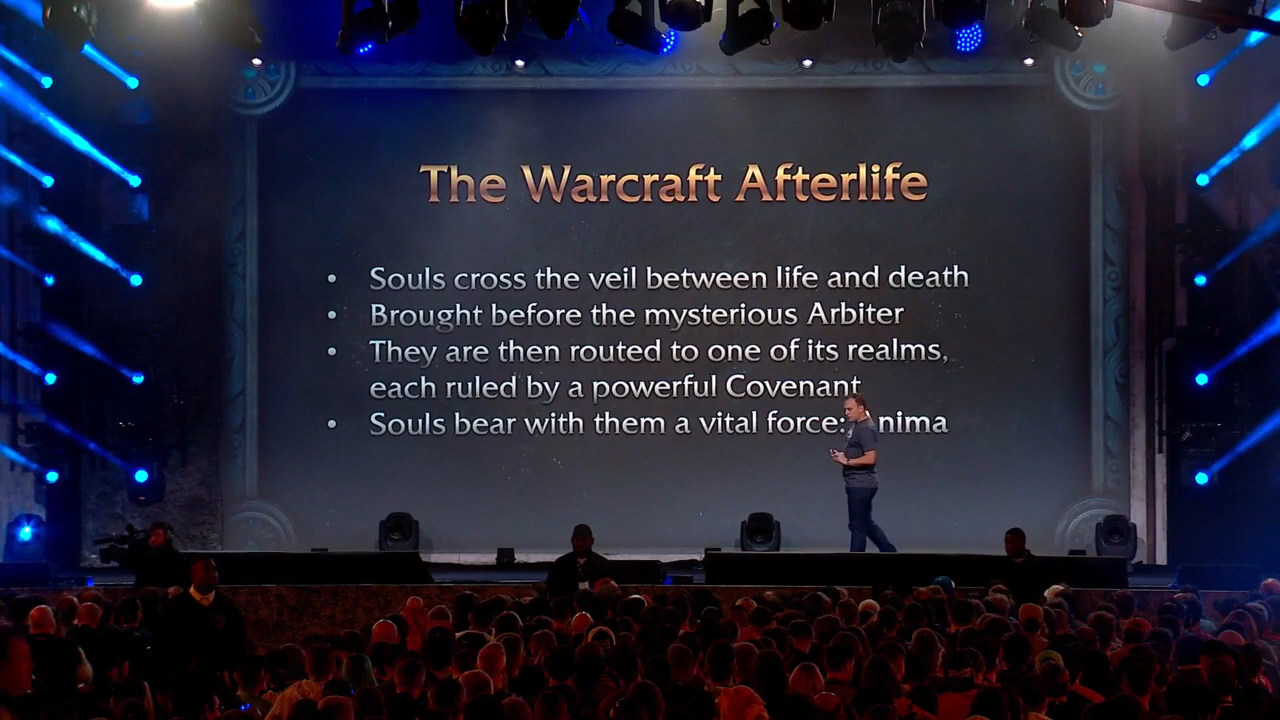 The Warcraft Afterlife
• Souls cross the veil between life and death
• Brought before the mysterious Arbiter
• They are then routed to one of its realms,
each ruled by a powerful Covenant
• Souls bear with them a vital force: Anima